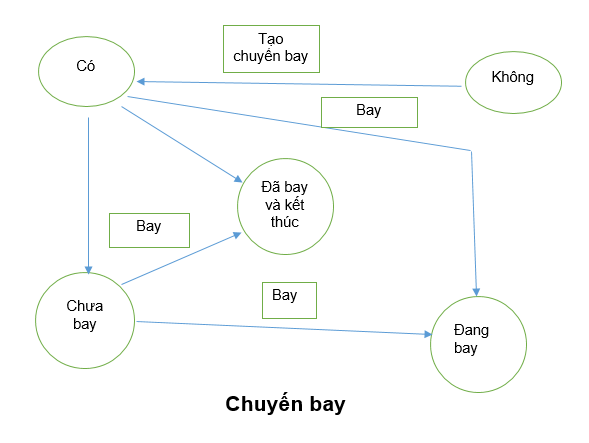 Tạo
chuyến bay
Có
Không
Bay
Đã bay
và kết
thúc
Bay
Bay
Chưa
bay
Đang
bay
Chuyến bay